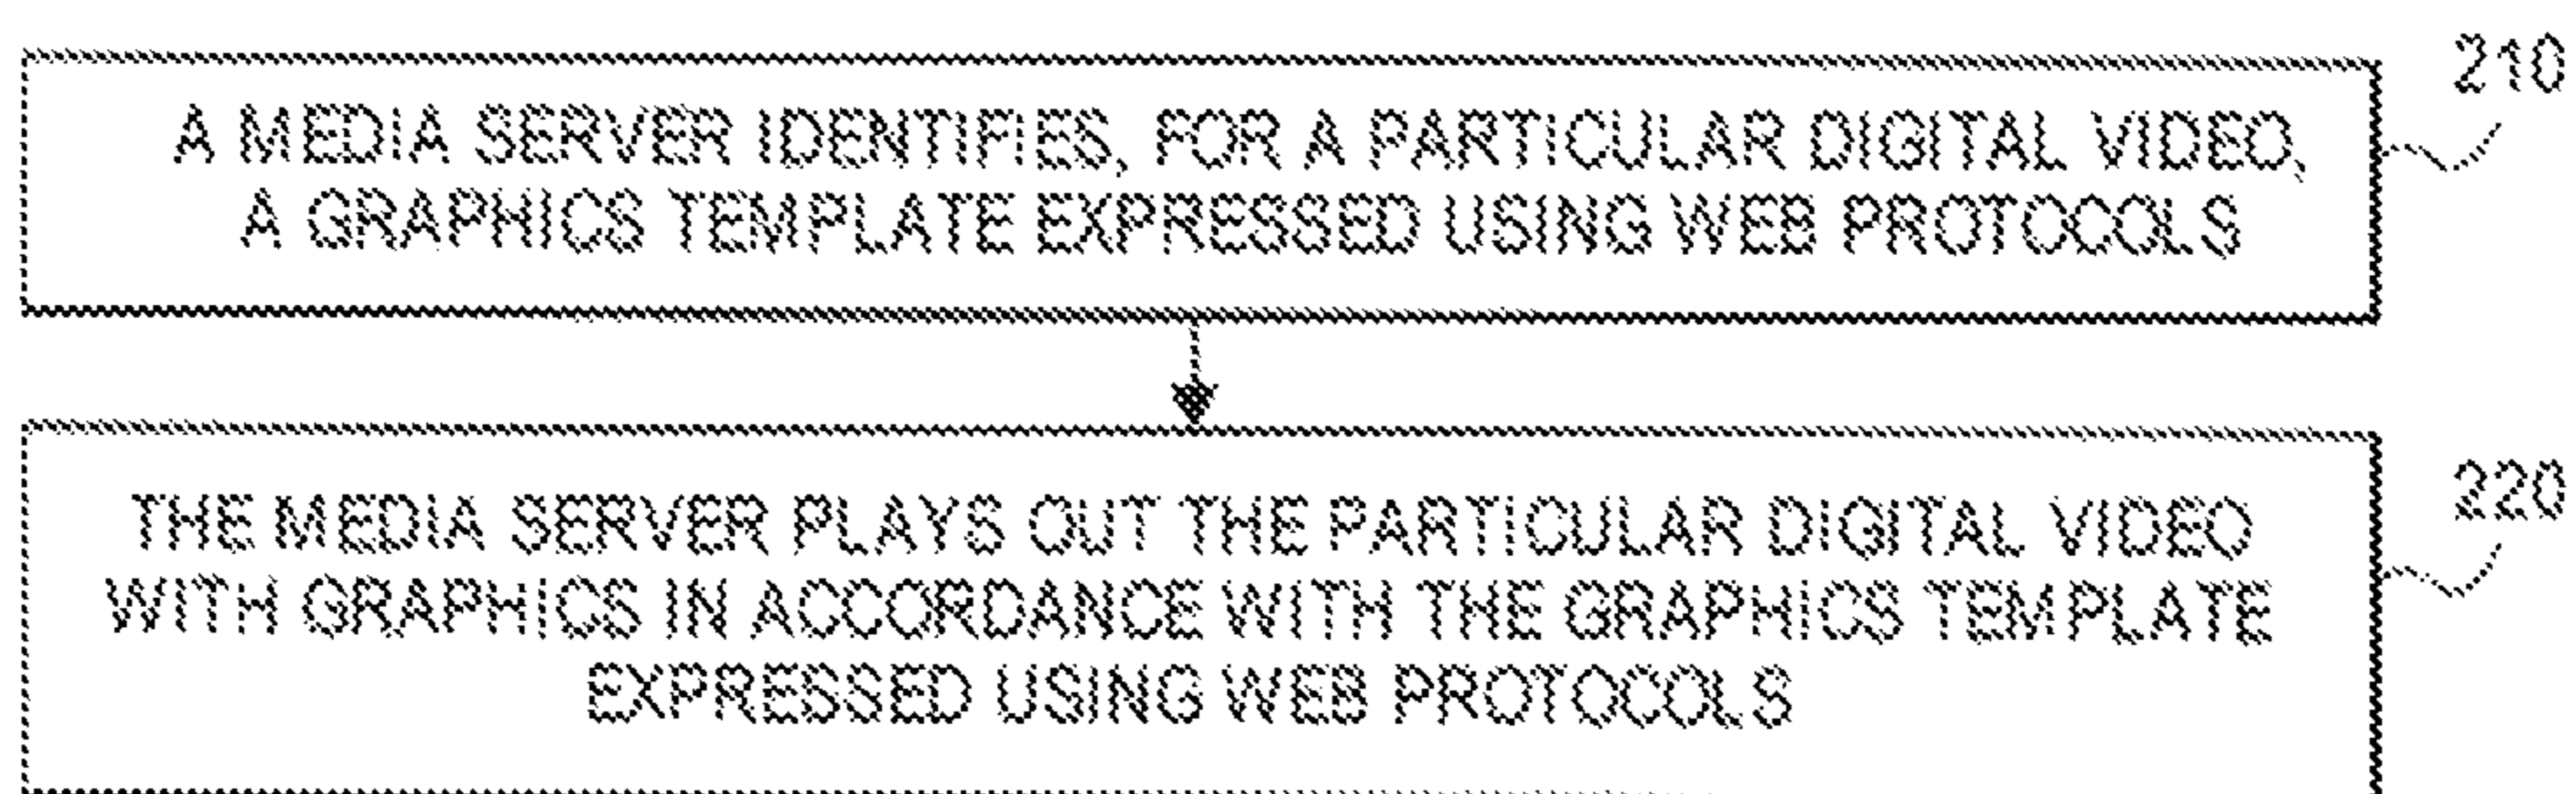 210
A MEDIA SERVER IDENTIFIES, FOR A PARTICULAR DIGITAL VIDEO,
A GRAPHICS TEMPLATE EXPRESSED USING WEB PROTOCOLS
220
THE MEDIA SERVER PLAYS OUT THE PARTICULAR DIGITAL VIDEO
WITH GRAPHICS IN ACCORDANCE WITH THE GRAPHICS TEMPLATE
EXPRESSED USING WEB PROTOCOLS